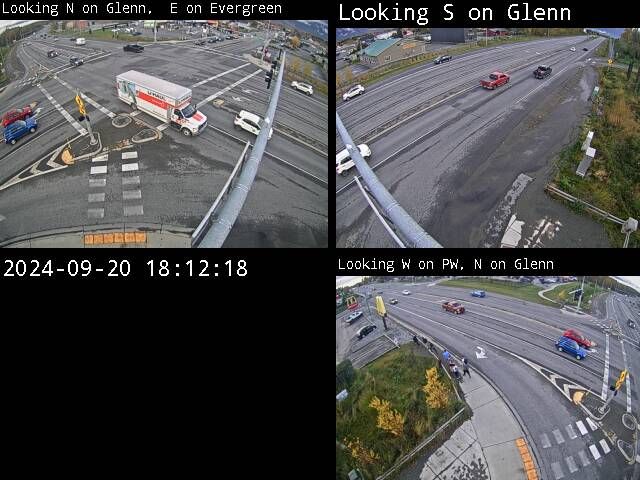 Looking N on Glenn, E on Evergreen
Looking S on Glenn
2024-09-20 18:12:18
Looking W on PW, N on Glenn